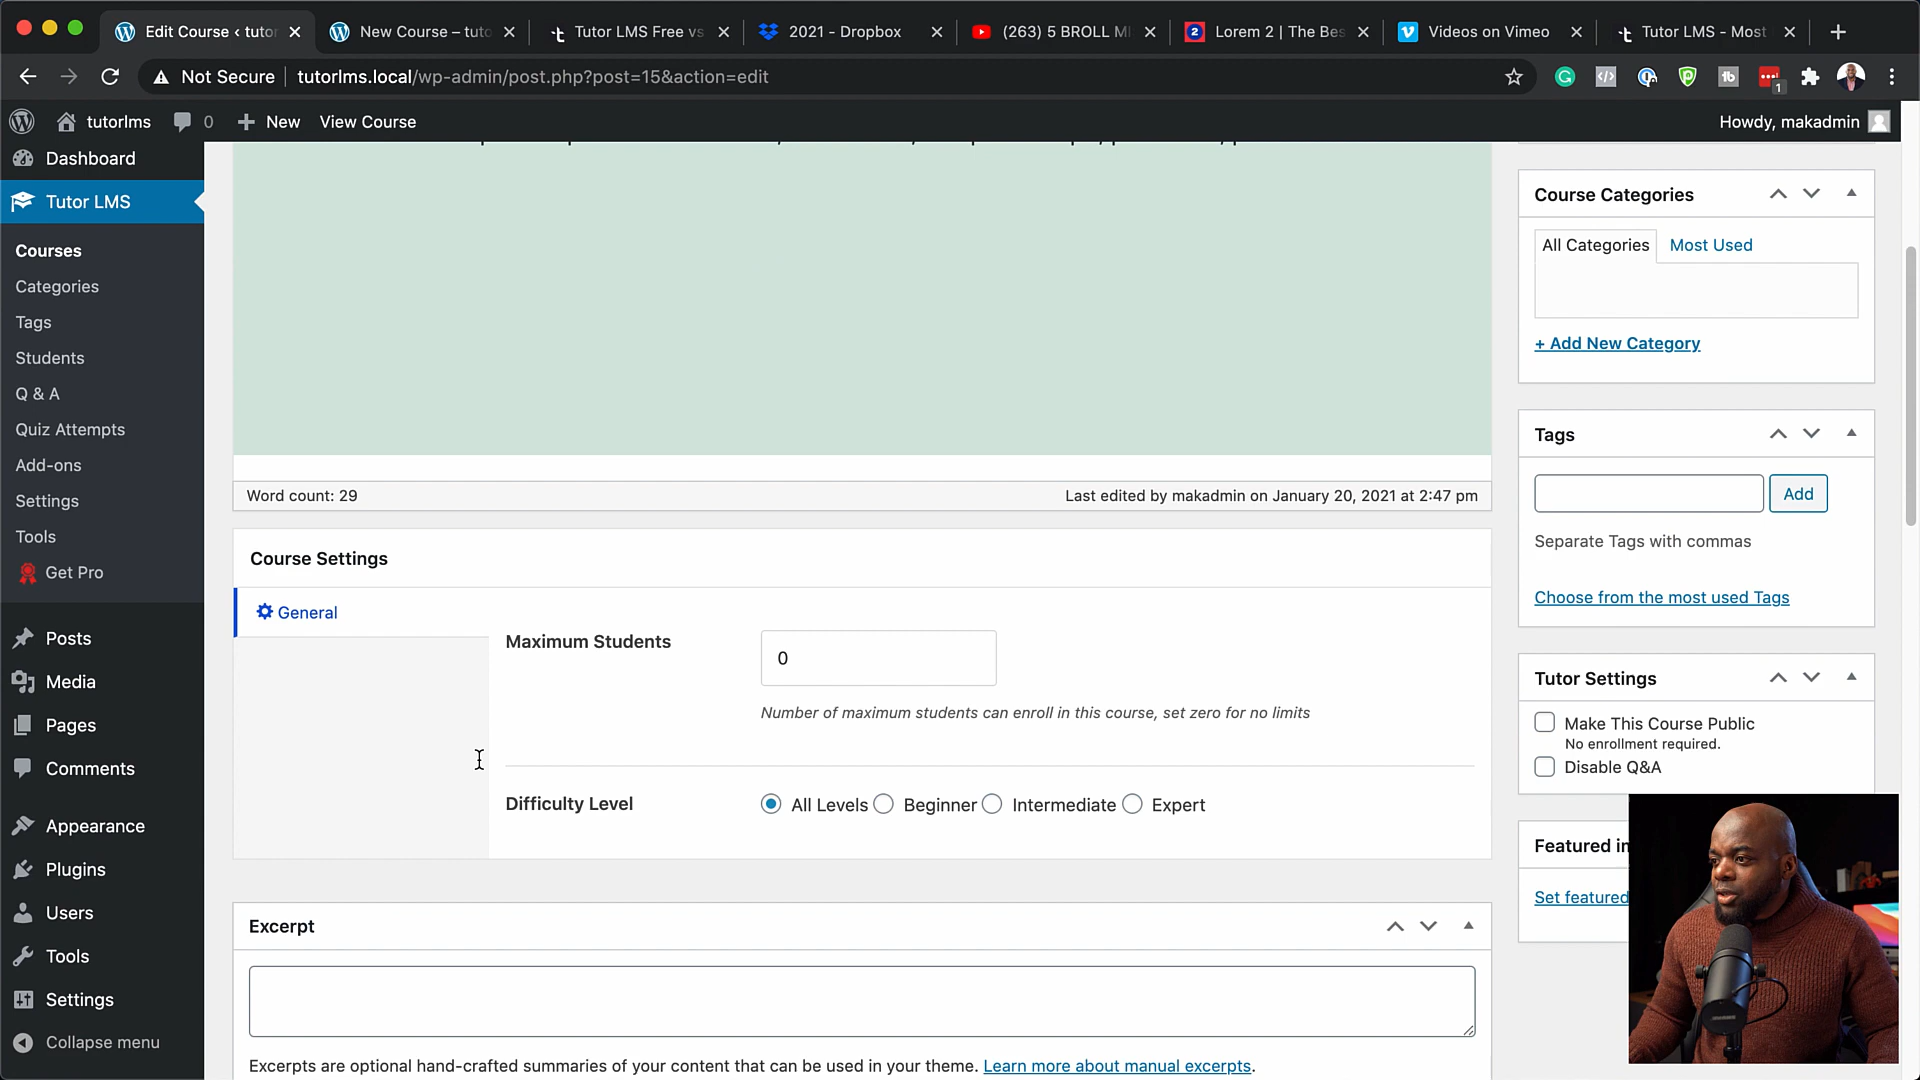 Edit Course ‹ tutor
New Course – tuto
Tutor LMS Free vs
2021 - Dropbox
(263) 5 BROLL MI
2
Lorem 2 | The Bes
Videos on Vimeo
Tutor LMS - Most
Not Secure
tutorlms.local/wp-admin/post.php?post=15&action=edit
1
tutorlms
0
New
View Course
Howdy, makadmin
Dashboard
Tutor LMS
Courses
Categories
Tags
Students
Q & A
Quiz Attempts
Add-ons
Settings
Tools
Get Pro
Posts
Media
Pages
Comments
Appearance
Plugins
Users
Tools
Settings
Collapse menu
Word count: 29
Last edited by makadmin on January 20, 2021 at 2:47 pm
Course Settings
General
Maximum Students
0
Number of maximum students can enroll in this course, set zero for no limits
Difficulty Level
All Levels
Beginner
Intermediate
Expert
Excerpt
Excerpts are optional hand-crafted summaries of your content that can be used in your theme. Learn more about manual excerpts.
Course Categories
All Categories
Most Used
+ Add New Category
Tags
Add
Separate Tags with commas
Choose from the most used Tags
Tutor Settings
Make This Course Public
No enrollment required.
Disable Q&A
Featured
Set featured